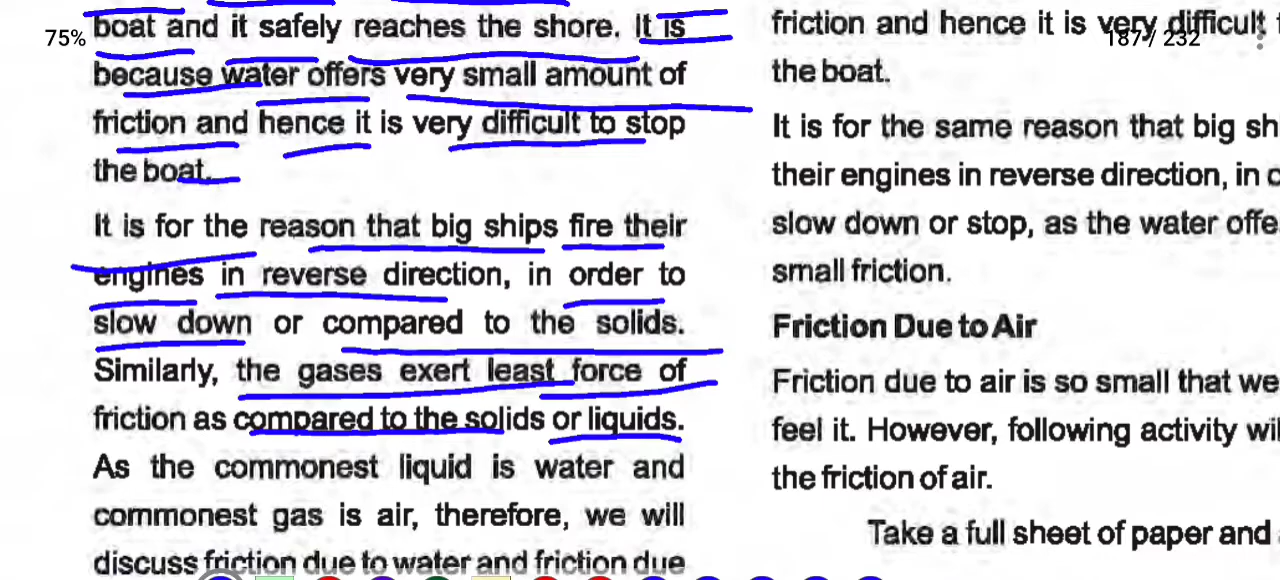 75%
187 / 232
boat and it safely reaches the shore. It is
because water offers very small amount of
friction and hence it is very difficult to stop
the boat.
It is for the reason that big ships fire their
engines in reverse direction, in order to
slow down or compared to the solids.
Similarly, the gases exert least force of
friction as compared to the solids or liquids.
As the commonest liquid is water and
commonest gas is air, therefore, we will
discuss friction due to water and friction due
friction and hence it is very difficult
the boat.
It is for the same reason that big sh
their engines in reverse direction, in
slow down or stop, as the water offe
small friction.
Friction Due to Air
Friction due to air is so small that we
feel it. However, following activity wil
the friction of air.
Take a full sheet of paper and